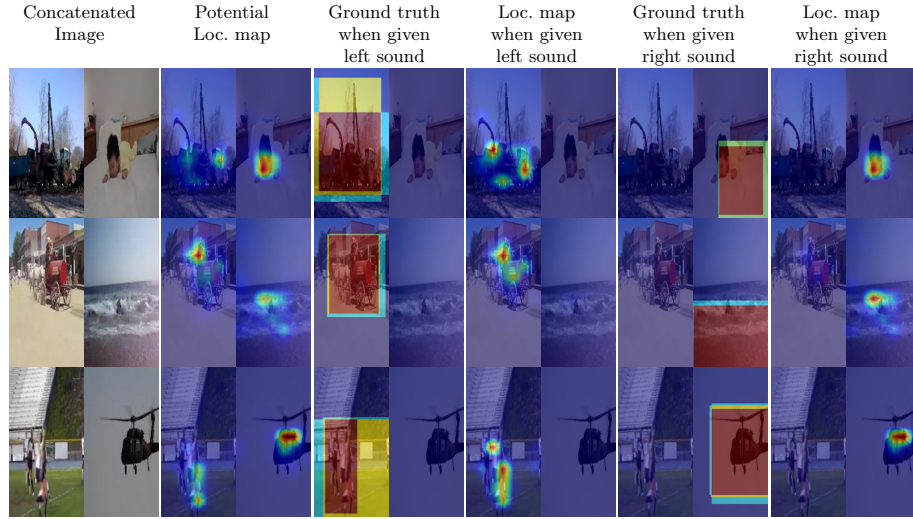 Concatenated
Image
Potential
Loc. map
Ground truth
when given
left sound
Loc. map
when given
left sound
Ground truth
when given
right sound
Loc. map
when given
right sound